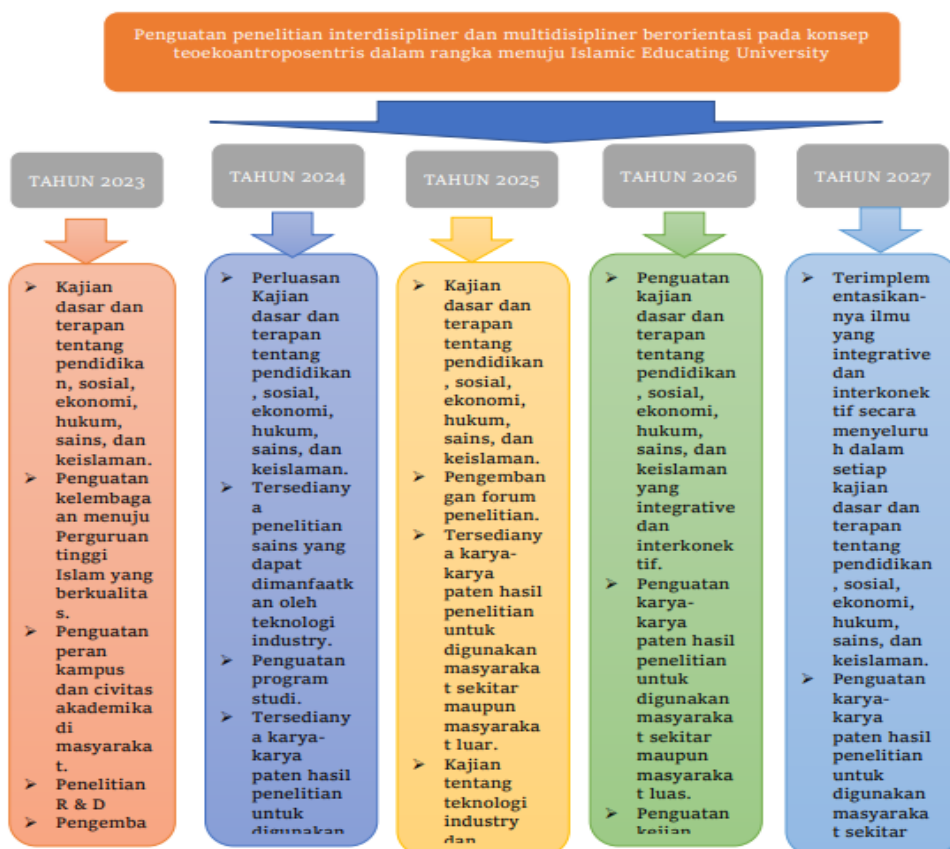 Penguatan penelitian interdisipliner dan multidisipliner berorientasi pada konsep
teoekoantroposentris dalam rangka menuju Islamic Educating University
TAHUN 2023
➢ Kajian
dasar dan
terapan
tentang
pendidika
n, sosial,
ekonomi,
hukum,
sains, dan
keislaman.
➢ Penguatan
kelembaga
an menuju
Perguruan
tinggi
Islam yang
berkualita
s.
➢ Penguatan
peran
kampus
dan civitas
akademika
di
masyaraka
t.
➢ Penelitian
R & D
➢ Pengemba
TAHUN 2024
➢ Perluasan
Kajian
dasar dan
terapan
tentang
pendidikan
, sosial,
ekonomi,
hukum,
sains, dan
keislaman.
➢ Tersediany
a
penelitian
sains yang
dapat
dimanfaatk
an oleh
teknologi
industry.
➢ Penguatan
program
studi.
➢ Tersediany
a karya-
karya
paten hasil
penelitian
untuk
digunakan
TAHUN 2025
➢ Kajian
dasar dan
terapan
tentang
pendidikan
, sosial,
ekonomi,
hukum,
sains, dan
keislaman.
➢ Pengemban
gan forum
penelitian.
➢ Tersediany
a karya-
karya
paten hasil
penelitian
untuk
digunakan
masyaraka
t sekitar
maupun
masyaraka
t luar.
➢ Kajian
tentang
teknologi
industry
dan
TAHUN 2026
➢ Penguatan
kajian
dasar dan
terapan
tentang
pendidikan
, sosial,
ekonomi,
hukum,
sains, dan
keislaman
yang
integrative
dan
interkonek
tif.
➢ Penguatan
karya-
karya
paten hasil
penelitian
untuk
digunakan
masyaraka
t sekitar
maupun
masyaraka
t luas.
➢ Penguatan
TAHUN 2027
➢ Terimplem
entasikan-
nya ilmu
yang
integrative
dan
interkonek
tif secara
menyeluru
h dalam
setiap
kajian
dasar dan
terapan
tentang
pendidikan
, sosial,
ekonomi,
hukum,
sains, dan
keislaman.
➢ Penguatan
karya-
karya
paten hasil
penelitian
untuk
digunakan
masyaraka
t sekitar